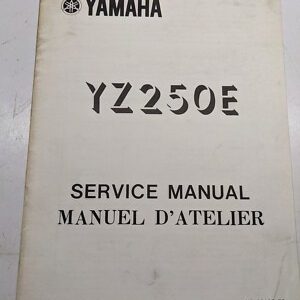 YAMAHA
YZ250E
SERVICE MANUAL
MANUEL D'ATELIER